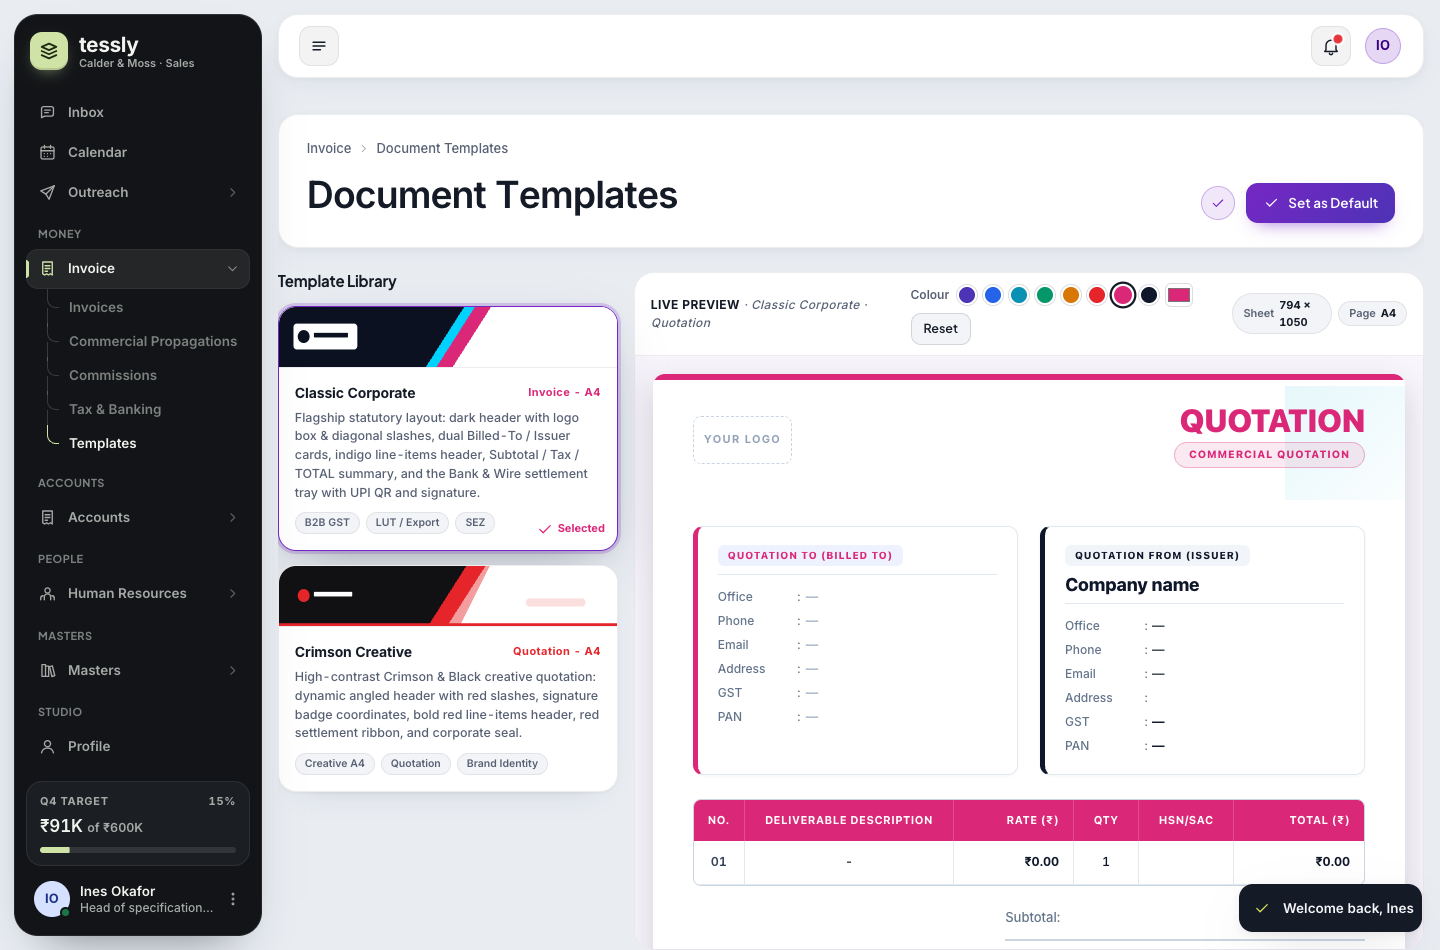 tessly
Calder & Moss · Sales
Inbox
Calendar
Outreach
MONEY
Invoice
Invoices
Commercial Propagations
Commissions
Tax & Banking
Templates
ACCOUNTS
Accounts
PEOPLE
Human Resources
MASTERS
Masters
STUDIO
Profile
Q4 TARGET 15%
₹91K of ₹600K
IO
Ines Okafor
Head of specification...
IO
Invoice > Document Templates
Document Templates
Set as Default
Template Library
Classic Corporate Invoice - A4
Flagship statutory layout: dark header with logo
box & diagonal slashes, dual Billed-To / Issuer
cards, indigo line-items header, Subtotal / Tax /
TOTAL summary, and the Bank & Wire settlement
tray with UPI QR and signature.
B2B GST LUT / Export SEZ
Selected
Crimson Creative Quotation - A4
High-contrast Crimson & Black creative quotation:
dynamic angled header with red slashes, signature
badge coordinates, bold red line-items header, red
settlement ribbon, and corporate seal.
Creative A4 Quotation Brand Identity
LIVE PREVIEW · Classic Corporate ·
Quotation
Colour
Reset
Sheet 794 ×
1050
Page A4
YOUR LOGO
QUOTATION
COMMERCIAL QUOTATION
QUOTATION TO (BILLED TO)
Office : —
Phone : —
Email : —
Address : —
GST : —
PAN : —
QUOTATION FROM (ISSUER)
Company name
Office : —
Phone : —
Email : —
Address :
GST : —
PAN : —
NO. DELIVERABLE DESCRIPTION RATE (₹) QTY HSN/SAC TOTAL (₹)
01 - ₹0.00 1 ₹0.00
Subtotal:
Welcome back, Ines